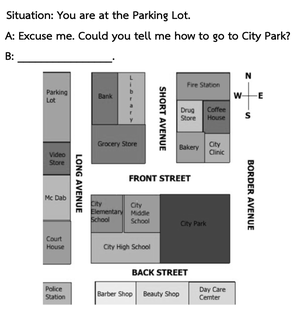 Situation: You are at the Parking Lot.
A: Excuse me. Could you tell me how to go to City Park?
B: ____________________.
Parking
Lot
Bank
Library
SHORT AVENUE
Fire Station
Drug
Store
Coffee
House
N
W
E
S
Video
Store
Grocery Store
Bakery
City
Clinic
LONG AVENUE
FRONT STREET
BORDER AVENUE
Mc Dab
City
Elementary
School
City
Middle
School
City Park
Court
House
City High School
BACK STREET
Police
Station
Barber Shop
Beauty Shop
Day Care
Cemter